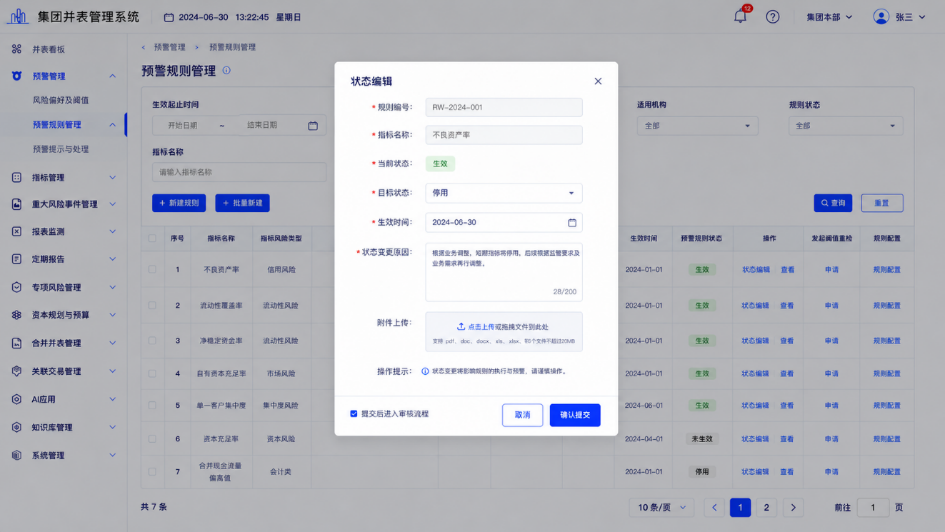 集团并表管理系统
2024-06-30 13:22:45 星期日
12
集团本部
张三
并表看板
预警管理
风险偏好及阈值
预警规则管理
预警提示与处理
指标管理
重大风险事件管理
报表监测
定期报告
专项风险管理
资本规划与预算
合并并表管理
关联交易管理
AI应用
知识库管理
系统管理
< 预警管理 > 预警规则管理
预警规则管理
生效起止时间
开始日期 ~ 结束日期
适用机构
全部
规则状态
全部
指标名称
请输入指标名称
+ 新建规则
+ 批量新建
查询
重置
序号 指标名称 指标风险类型 生效时间 预警规则状态 操作 发起阈值重检 规则配置
1 不良资产率 信用风险 2024-01-01 生效 状态编辑 查看 申请 规则配置
2 流动性覆盖率 流动性风险 2024-01-01 生效 状态编辑 查看 申请 规则配置
3 净稳定资金率 流动性风险 2024-01-01 生效 状态编辑 查看 申请 规则配置
4 自有资本充足率 市场风险 2024-01-01 生效 状态编辑 查看 申请 规则配置
5 单一客户集中度 集中度风险 2024-06-01 生效 状态编辑 查看 申请 规则配置
6 资本充足率 资本风险 2024-04-01 未生效 状态编辑 查看 申请 规则配置
7 合并现金流量 会计类 2024-01-01 停用 状态编辑 查看 申请 规则配置
偏高值
共 7 条
10 条/页
< 1 2 >
前往 1 页
状态编辑
* 规则编号: RW-2024-001
* 指标名称: 不良资产率
* 当前状态: 生效
* 目标状态: 停用
* 生效时间: 2024-06-30
* 状态变更原因: 根据业务调整，短期指标将停用，后续根据监管要求及
业务需求再行调整。
28/200
附件上传: 点击上传或拖拽文件到此处
支持 pdf、doc、docx、xls、xlsx，单个文件不超过20MB
操作提示: 状态变更将影响规则的执行与预警，请谨慎操作。
提交后进入审核流程
取消
确认提交